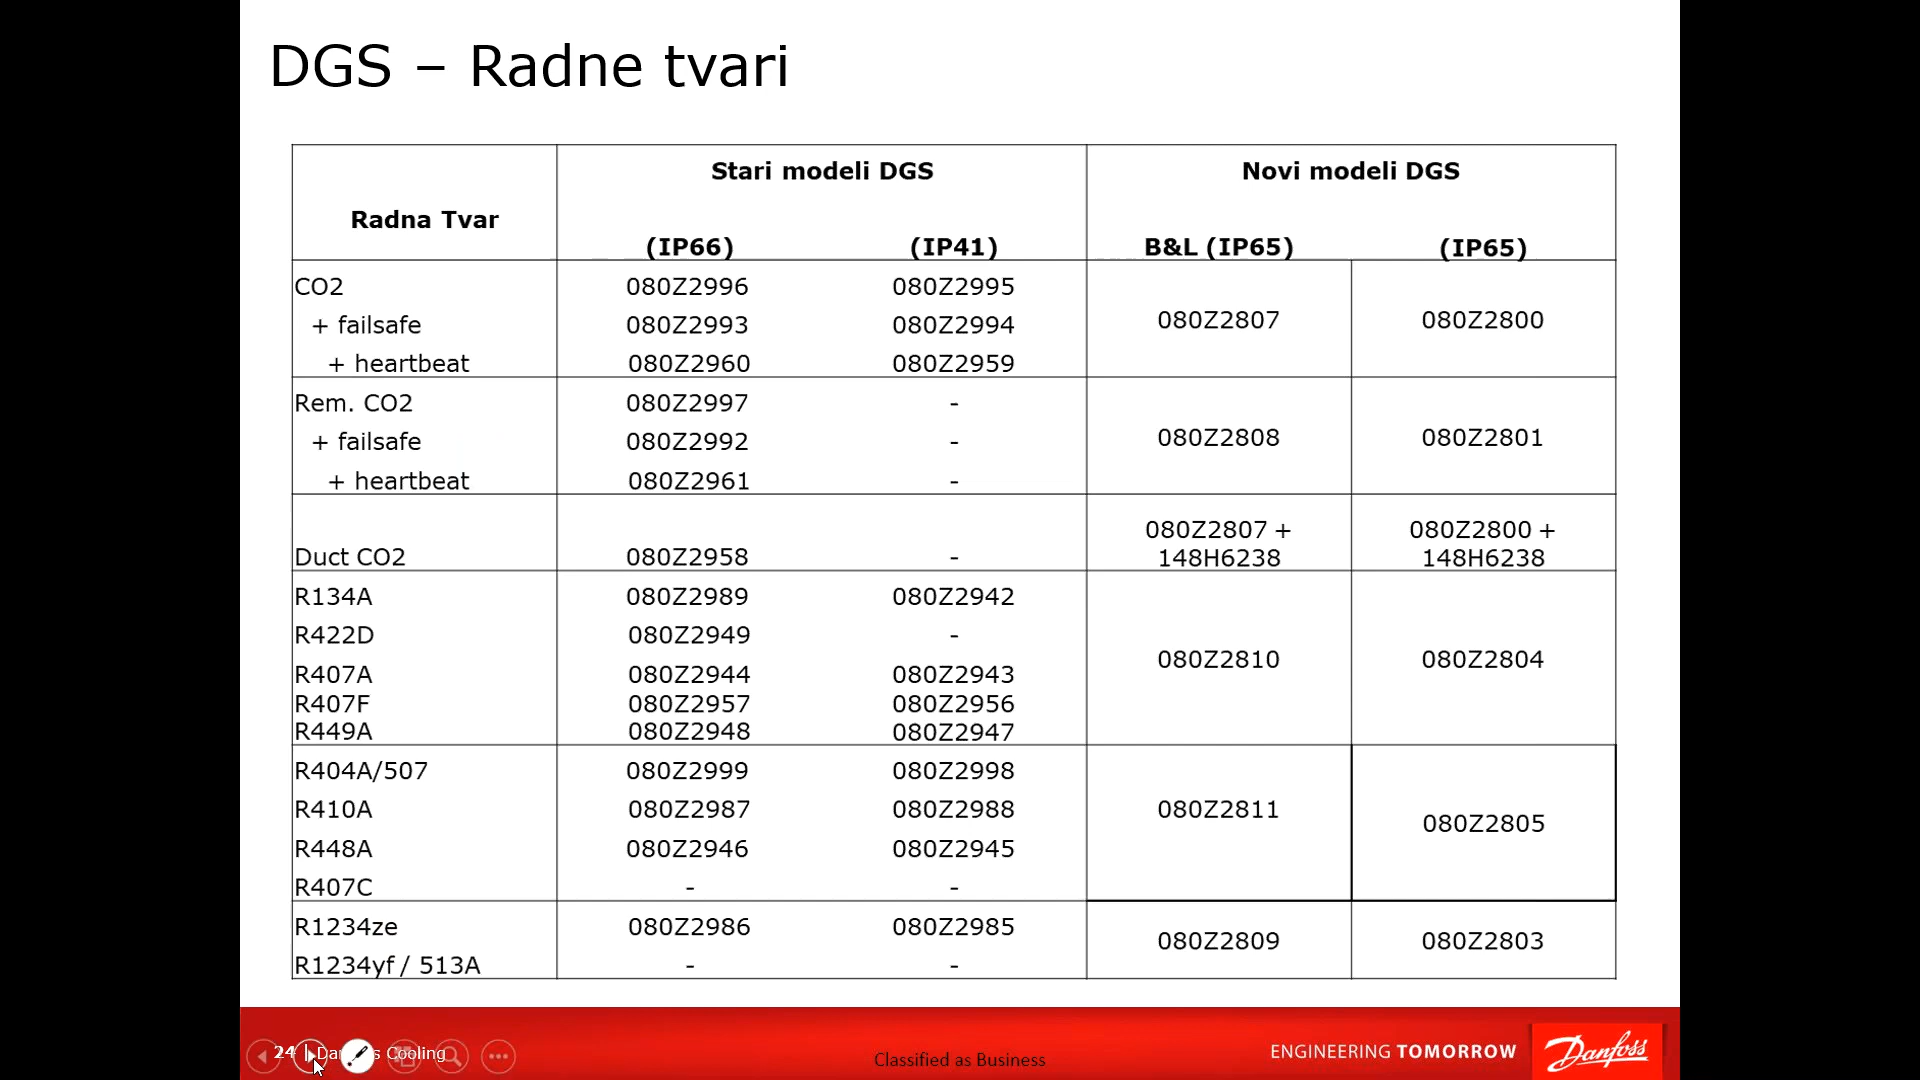 DGS – Radne tvari
Radna Tvar
Stari modeli DGS
Novi modeli DGS
(IP66) (IP41) B&L (IP65) (IP65)
CO2 080Z2996 080Z2995
+ failsafe 080Z2993 080Z2994
+ heartbeat 080Z2960 080Z2959
080Z2807 080Z2800
Rem. CO2 080Z2997 -
+ failsafe 080Z2992 -
+ heartbeat 080Z2961 -
080Z2808 080Z2801
Duct CO2 080Z2958 -
080Z2807 +
148H6238
080Z2800 +
148H6238
R134A 080Z2989 080Z2942
R422D 080Z2949 -
R407A 080Z2944 080Z2943
R407F 080Z2957 080Z2956
R449A 080Z2948 080Z2947
080Z2810 080Z2804
R404A/507 080Z2999 080Z2998
R410A 080Z2987 080Z2988
R448A 080Z2946 080Z2945
R407C - -
080Z2811 080Z2805
R1234ze 080Z2986 080Z2985
R1234yf / 513A - -
080Z2809 080Z2803
24 | Cooling
Classified as Business
ENGINEERING TOMORROW
Danfoss